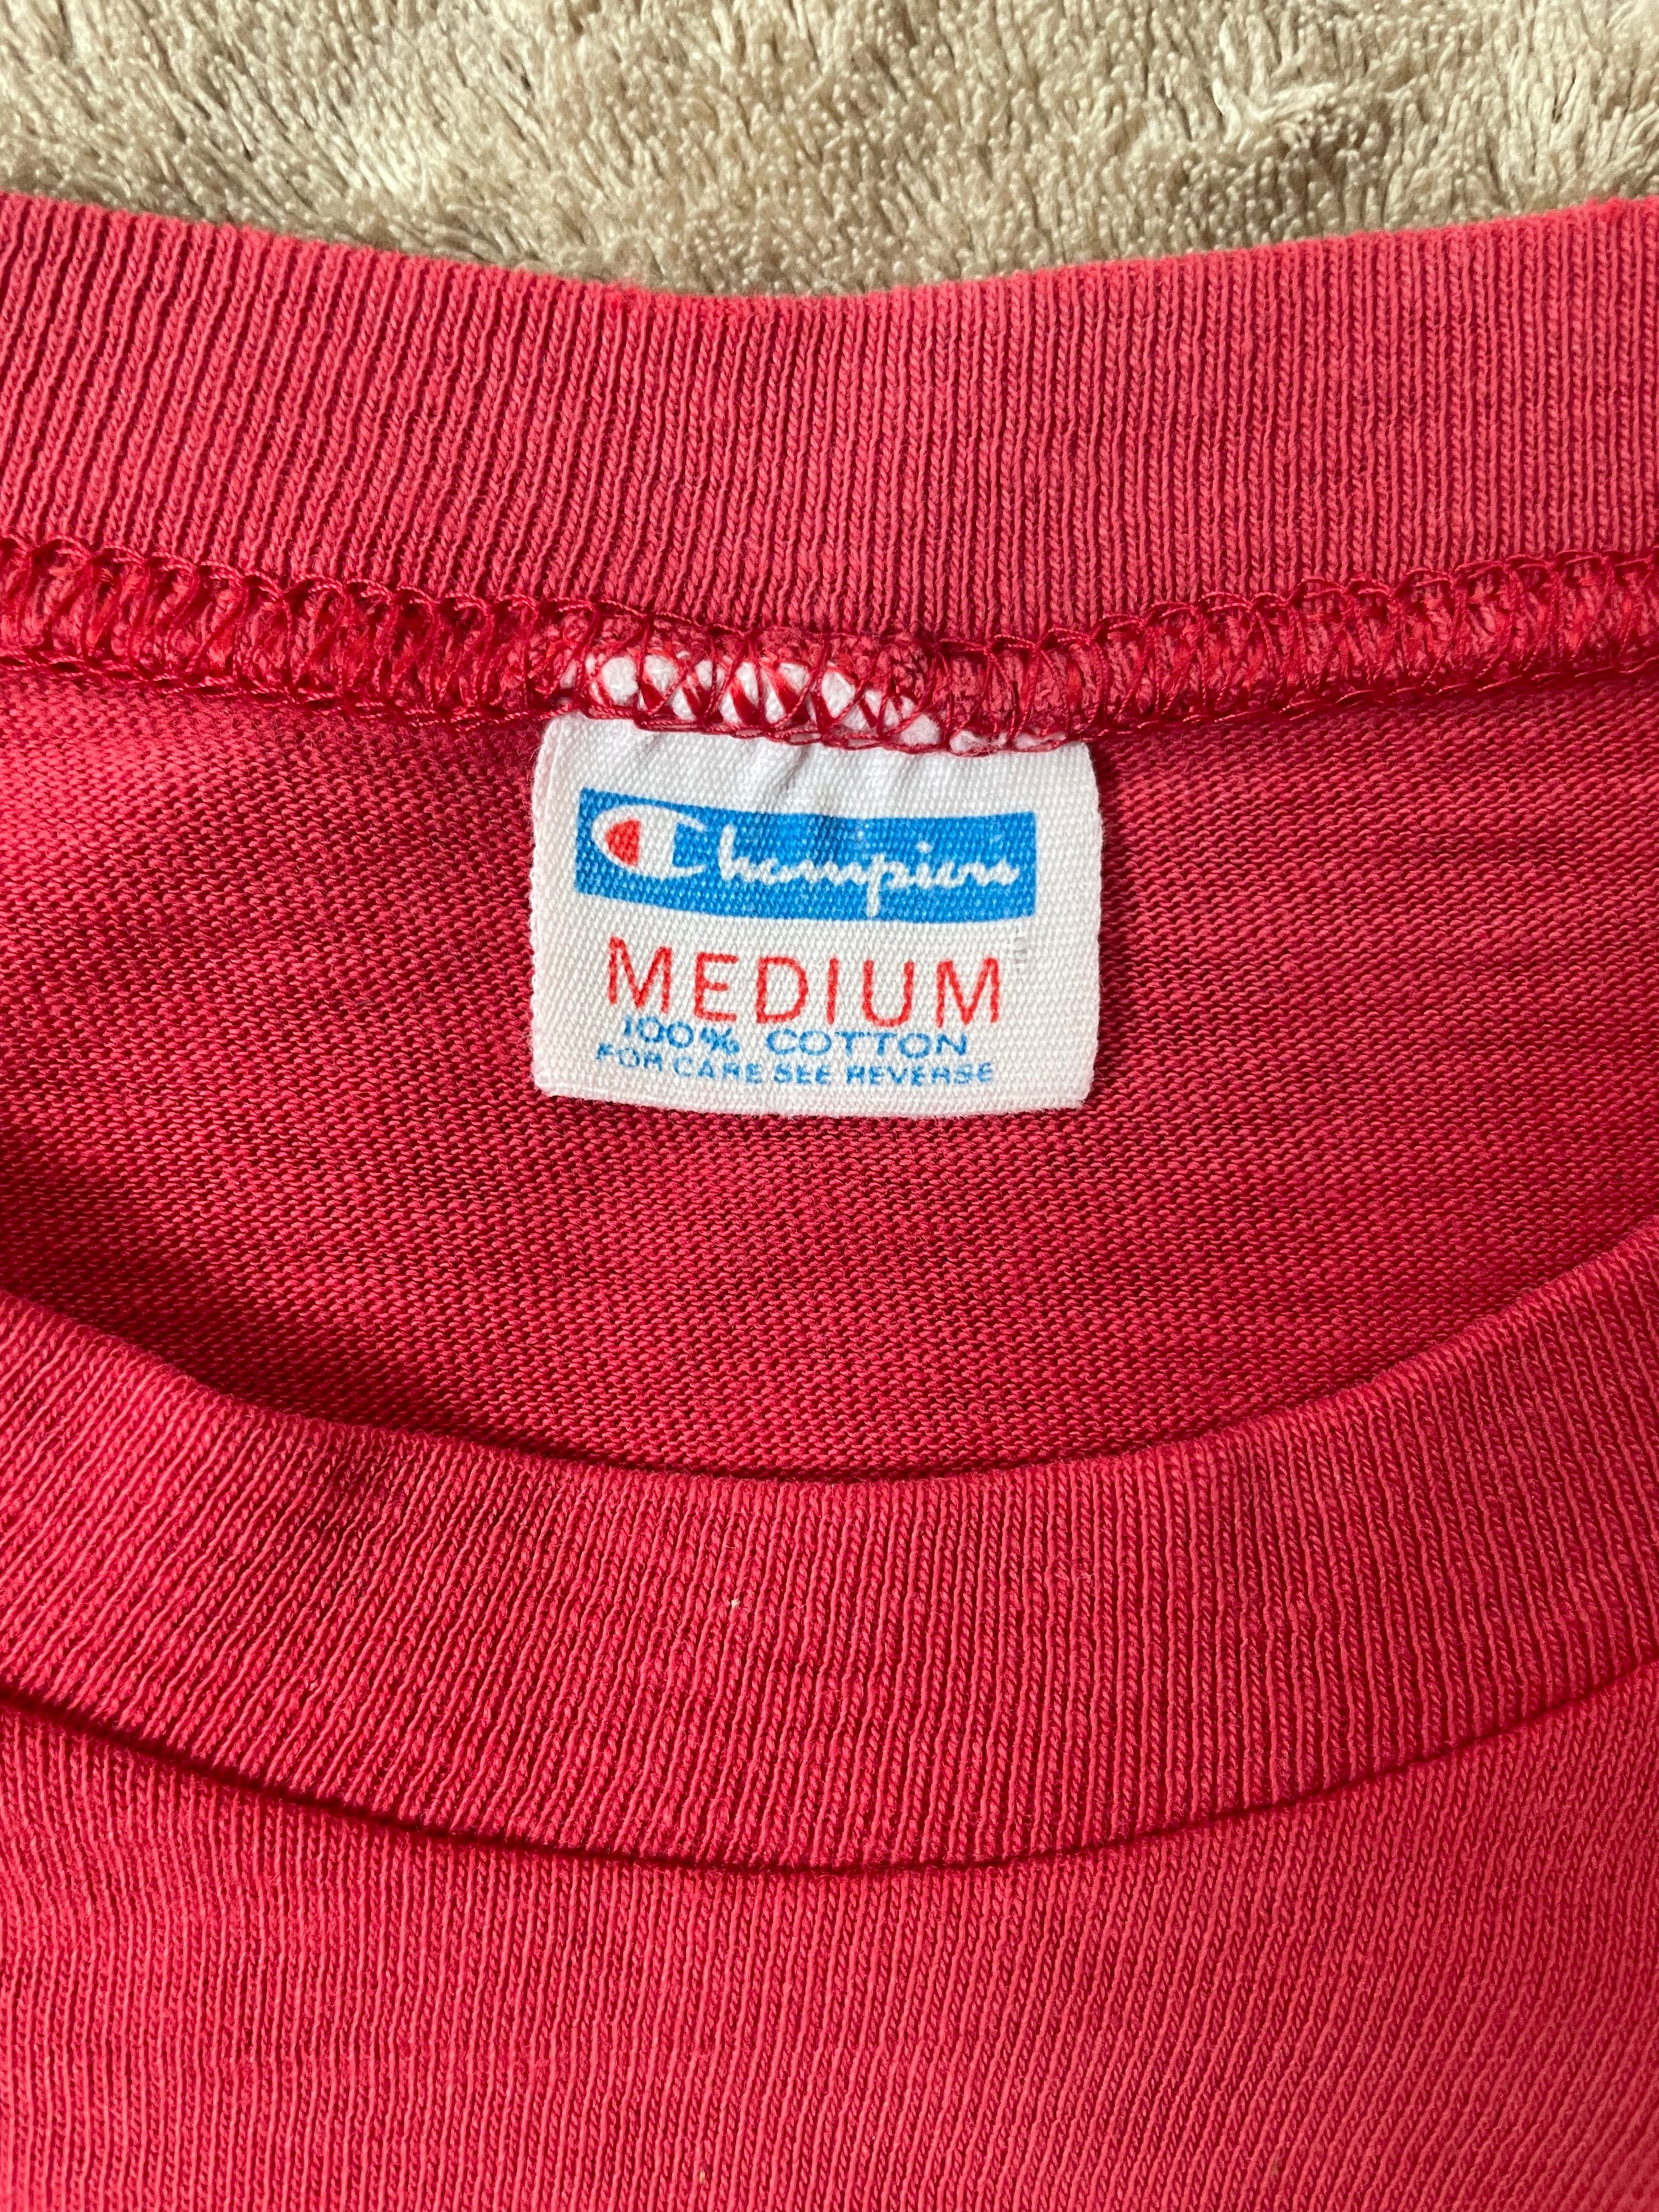 Champion
MEDIUM
100% COTTON
FOR CARE SEE REVERSE